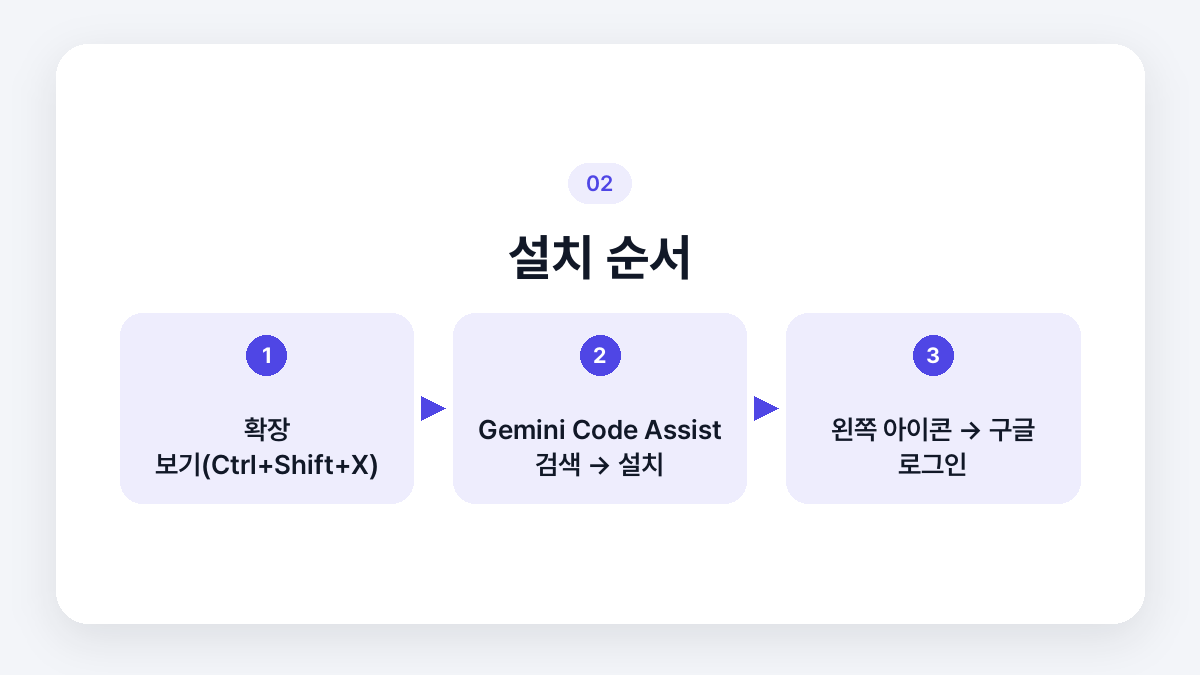 02
설치 순서
1
확장
보기(Ctrl+Shift+X)
2
Gemini Code Assist
검색 → 설치
3
왼쪽 아이콘 → 구글
로그인